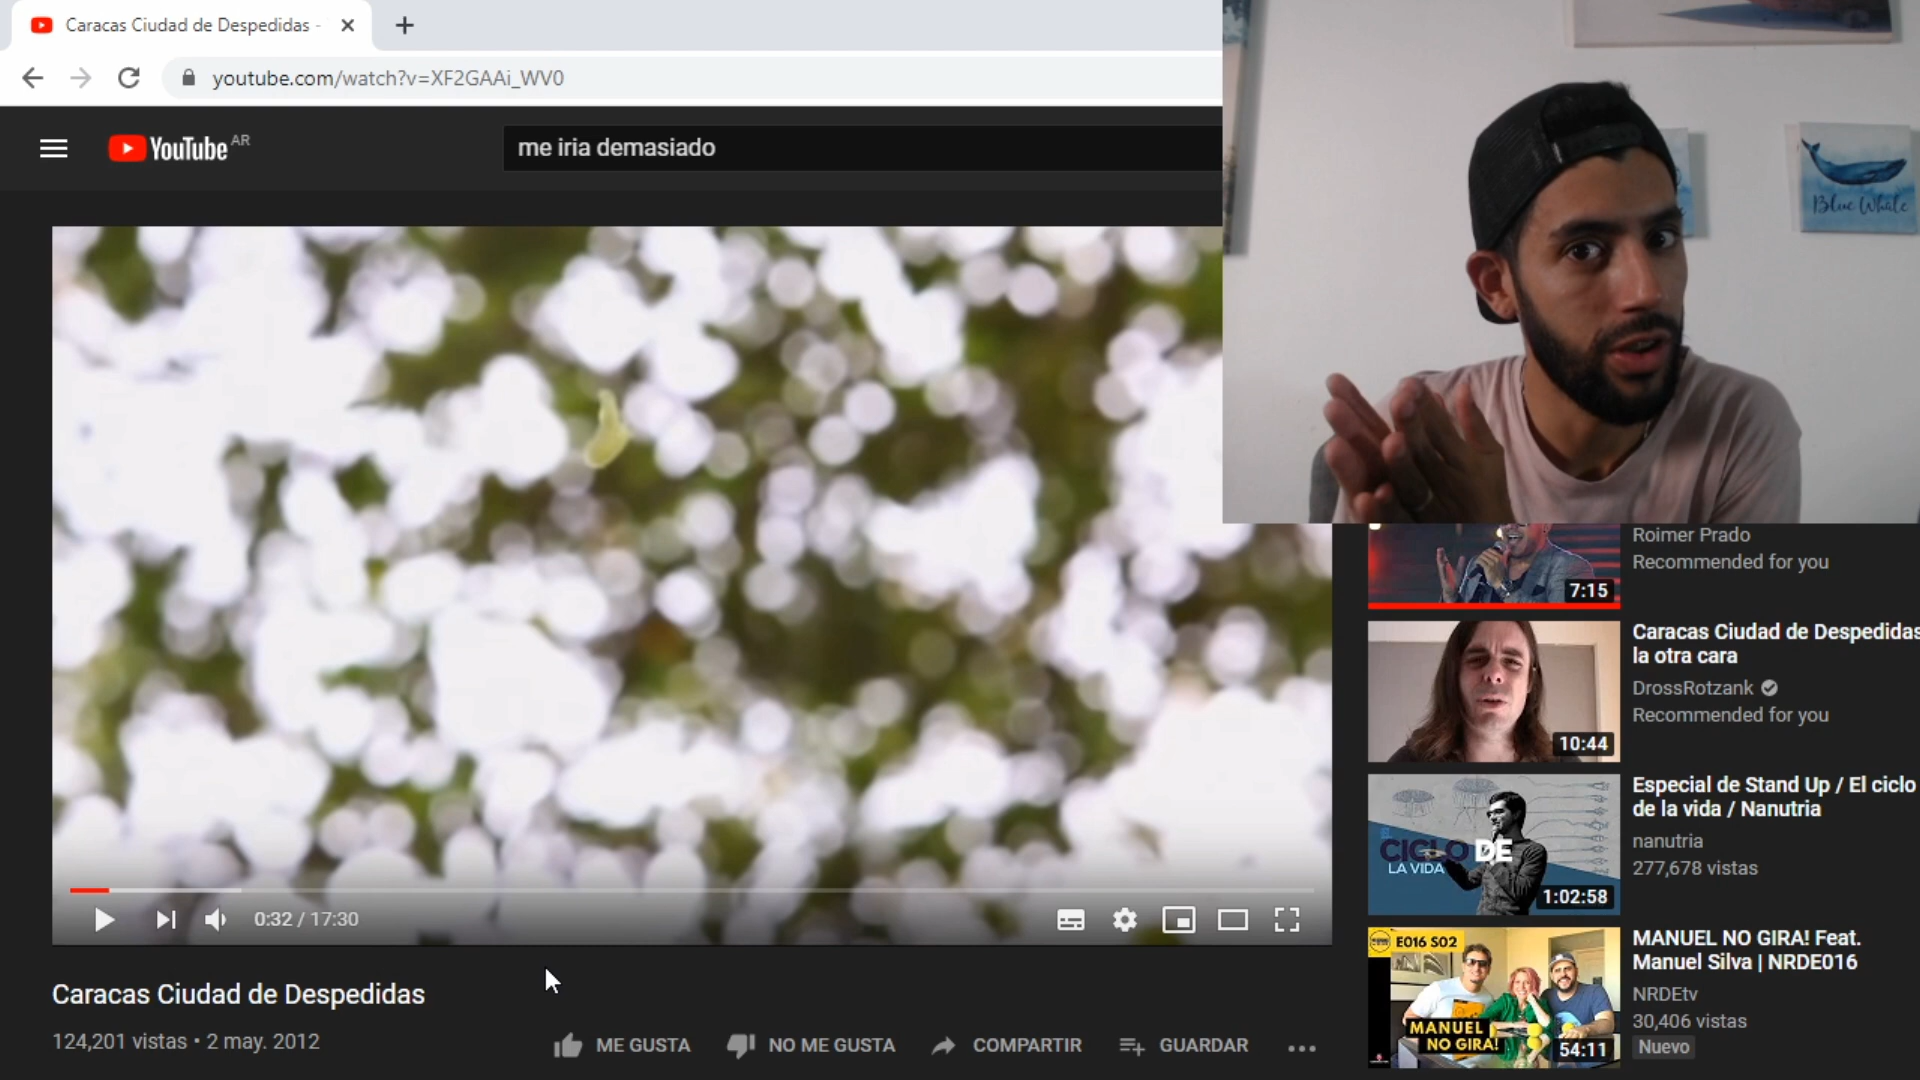 Caracas Ciudad de Despedidas -
youtube.com/watch?v=XF2GAAi_WV0
YouTube AR
me iria demasiado
Blue Whale
Roimer Prado
Recommended for you
7:15
Caracas Ciudad de Despedidas
la otra cara
DrossRotzank
Recommended for you
10:44
Especial de Stand Up / El ciclo
de la vida / Nanutria
nanutria
277,678 vistas
CICLO DE
LA VIDA
1:02:58
MANUEL NO GIRA! Feat.
Manuel Silva | NRDE016
NRDEtv
30,406 vistas
Nuevo
E016 S02
MANUEL
NO GIRA!
54:11
0:32 / 17:30
Caracas Ciudad de Despedidas
124,201 vistas • 2 may. 2012
ME GUSTA
NO ME GUSTA
COMPARTIR
GUARDAR